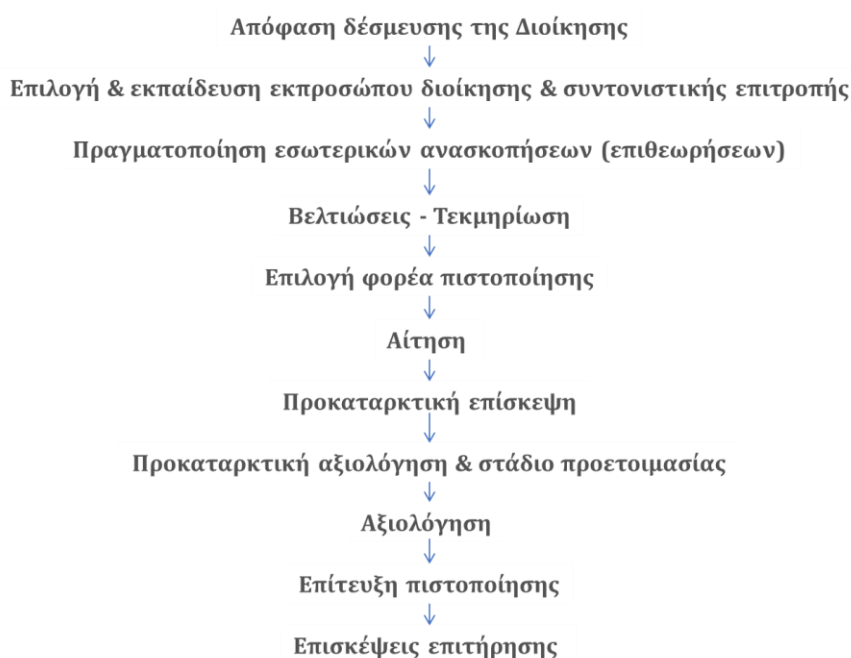 Απόφαση δέσμευσης της Διοίκησης
Επιλογή & εκπαίδευση εκπροσώπου διοίκησης & συντονιστικής επιτροπής
Πραγματοποίηση εσωτερικών ανασκοπήσεων (επιθεωρήσεων)
Βελτιώσεις - Τεκμηρίωση
Επιλογή φορέα πιστοποίησης
Αίτηση
Προκαταρκτική επίσκεψη
Προκαταρκτική αξιολόγηση & στάδιο προετοιμασίας
Αξιολόγηση
Επίτευξη πιστοποίησης
Επισκέψεις επιτήρησης